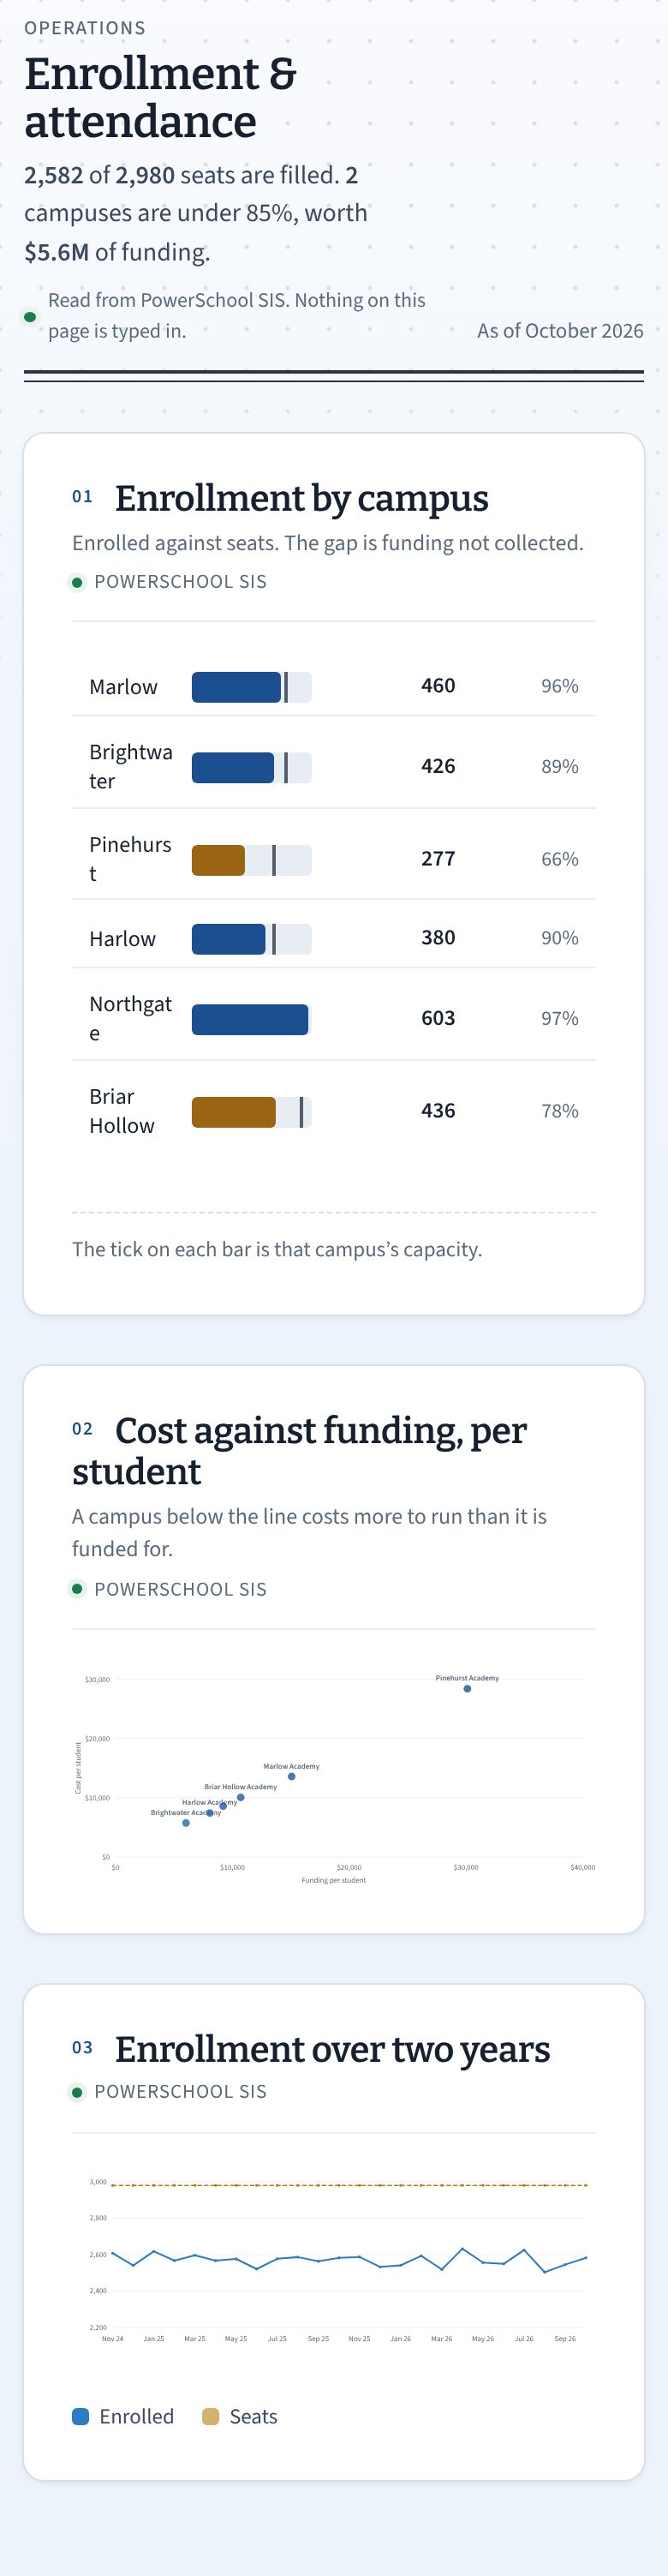 OPERATIONS
Enrollment &
attendance
2,582 of 2,980 seats are filled. 2
campuses are under 85%, worth
$5.6M of funding.
Read from PowerSchool SIS. Nothing on this
page is typed in.
As of October 2026
01 Enrollment by campus
Enrolled against seats. The gap is funding not collected.
POWERSCHOOL SIS
Marlow 460 96%
Brightwa
ter
426 89%
Pinehurs
t
277 66%
Harlow 380 90%
Northgat
e
603 97%
Briar
Hollow
436 78%
The tick on each bar is that campus’s capacity.
02 Cost against funding, per
student
A campus below the line costs more to run than it is
funded for.
POWERSCHOOL SIS
Pinehurst Academy
$30,000
$20,000
Cost per student
Marlow Academy
Briar Hollow Academy
$10,000
Harlow Academy
Brightwater Academy
$0
$0 $10,000 $20,000 $30,000 $40,000
Funding per student
03 Enrollment over two years
POWERSCHOOL SIS
3,000
2,800
2,600
2,400
2,200
Nov 24 Jan 25 Mar 25 May 25 Jul 25 Sep 25 Nov 25 Jan 26 Mar 26 May 26 Jul 26 Sep 26
Enrolled Seats